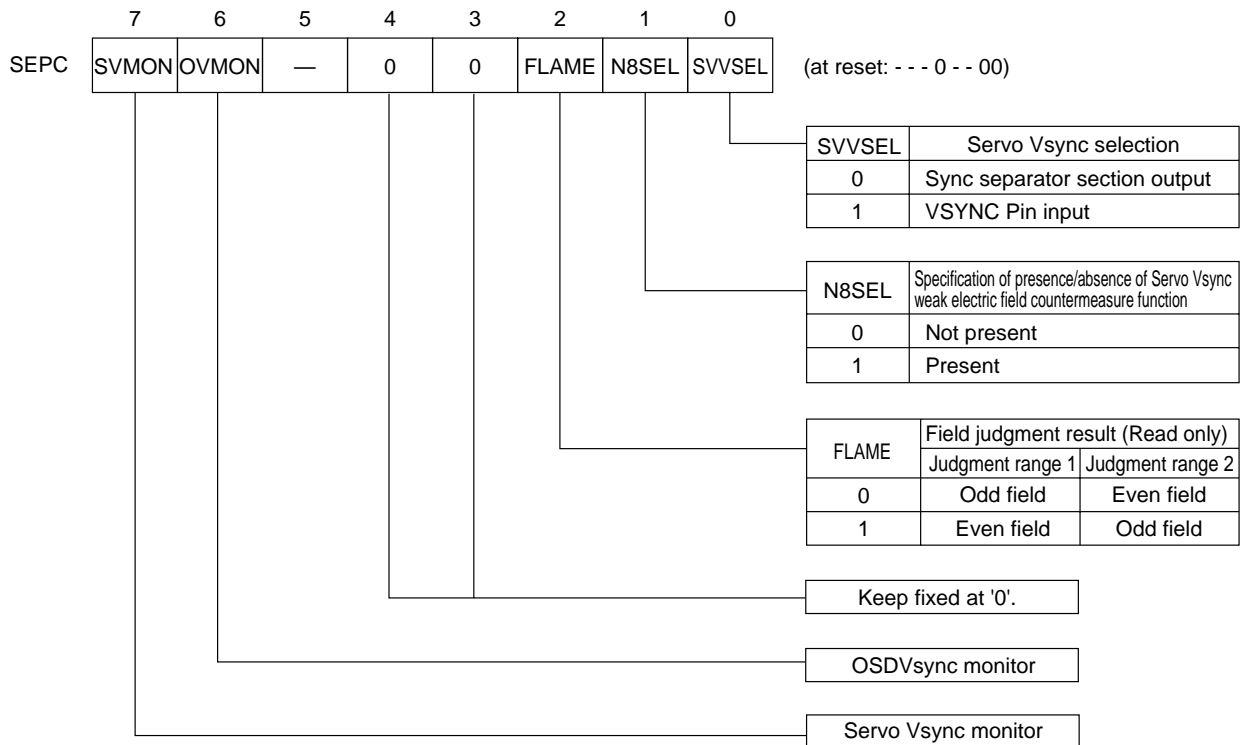 7 6 5 4 3 2 1 0
SEPC SVMON OVMON — 0 0 FLAME N8SEL SVVSEL (at reset: - - - 0 - - 00)
SVVSEL Servo Vsync selection
0 Sync separator section output
1 VSYNC Pin input
N8SEL Specification of presence/absence of Servo Vsync
weak electric field countermeasure function
0 Not present
1 Present
FLAME Field judgment result (Read only)
Judgment range 1 Judgment range 2
0 Odd field Even field
1 Even field Odd field
Keep fixed at '0'.
OSDVsync monitor
Servo Vsync monitor